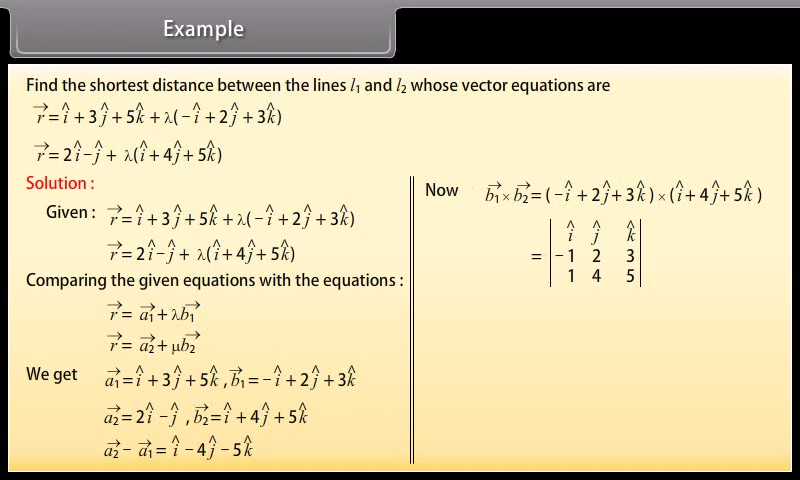 Example
Find the shortest distance between the lines l₁ and l₂ whose vector equations are
r⃗ = î + 3ĵ + 5k̂ + λ(−î + 2ĵ + 3k̂)
r⃗ = 2î − ĵ + λ(î + 4ĵ + 5k̂)
Solution :
Given : r⃗ = î + 3ĵ + 5k̂ + λ(−î + 2ĵ + 3k̂)
r⃗ = 2î − ĵ + λ(î + 4ĵ + 5k̂)
Comparing the given equations with the equations :
r⃗ = a⃗₁ + λb⃗₁
r⃗ = a⃗₂ + μb⃗₂
We get a⃗₁ = î + 3ĵ + 5k̂ , b⃗₁ = −î + 2ĵ + 3k̂
a⃗₂ = 2î − ĵ , b⃗₂ = î + 4ĵ + 5k̂
a⃗₂ − a⃗₁ = î − 4ĵ − 5k̂
Now b⃗₁ × b⃗₂ = (−î + 2ĵ + 3k̂) × (î + 4ĵ + 5k̂)
î ĵ k̂
= −1 2 3
1 4 5